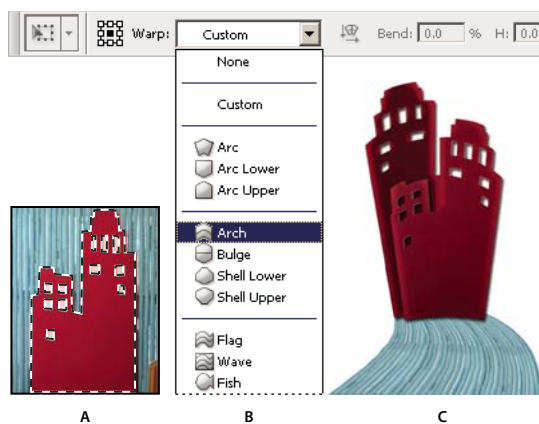 Warp: Custom Bend: 0.0 % H: 0.0
None
Custom
Arc
Arc Lower
Arc Upper
Arch
Bulge
Shell Lower
Shell Upper
Flag
Wave
Fish
A B C